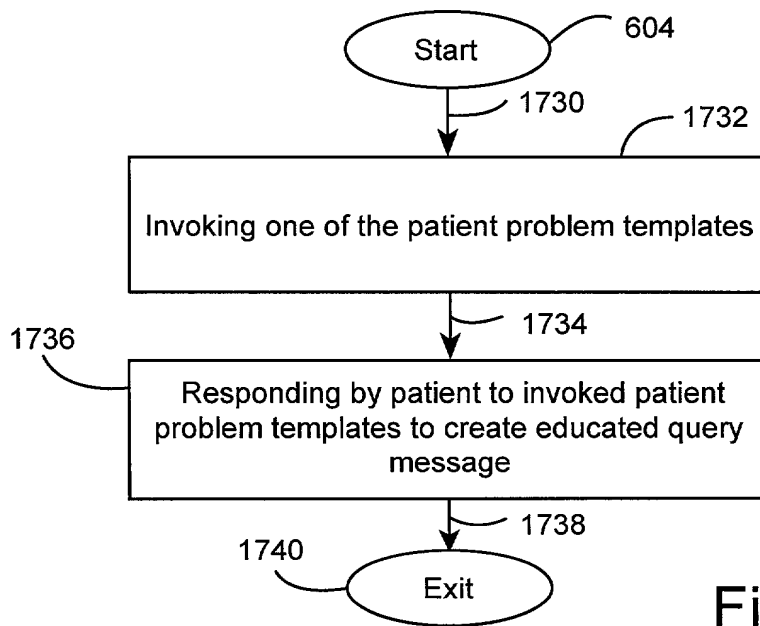 Start
604
1730
1732
Invoking one of the patient problem templates
1734
1736
Responding by patient to invoked patient
problem templates to create educated query
message
1738
1740
Exit
Fi